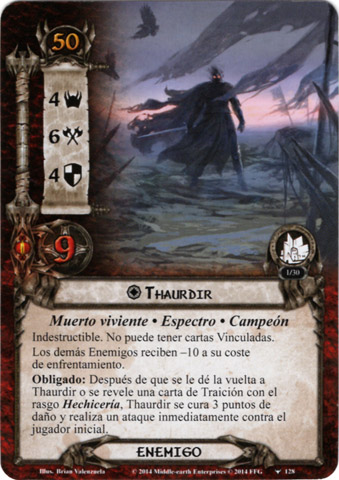 50
4
6
4
9
1/30
Thaurdir
Muerto viviente • Espectro • Campeón
Indestructible. No puede tener cartas Vinculadas.
Los demás Enemigos reciben –10 a su coste
de enfrentamiento.
Obligado: Después de que se le dé la vuelta a
Thaurdir o se revele una carta de Traición con el
rasgo Hechicería, Thaurdir se cura 3 puntos de
daño y realiza un ataque inmediatamente contra el
jugador inicial.
ENEMIGO
Illus. Brian Valenzuela © 2014 Middle-earth Enterprises © 2014 FFG 128